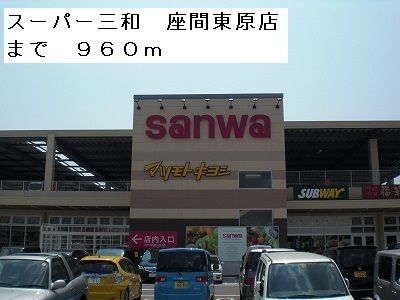 スーパー三和　座間東原店
まで　９６０ｍ
sanwa
マツモトキヨシ
SUBWAY
店内入口
sanwa